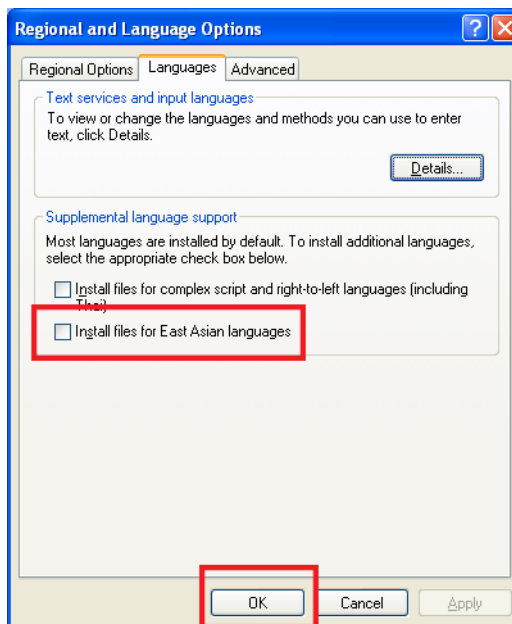 Regional and Language Options
Regional Options Languages Advanced
Text services and input languages
To view or change the languages and methods you can use to enter
text, click Details.
Details...
Supplemental language support
Most languages are installed by default. To install additional languages,
select the appropriate check box below.
Install files for complex script and right-to-left languages (including
Thai)
Install files for East Asian languages
OK Cancel Apply